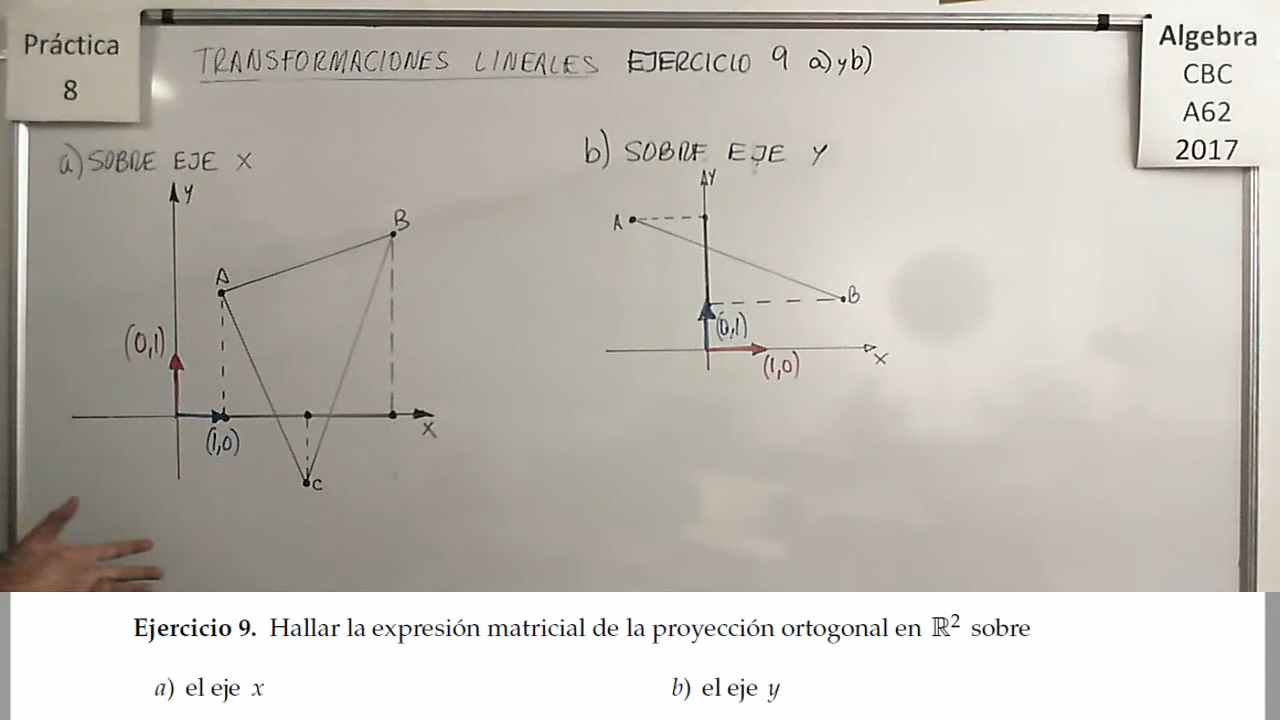 Práctica
8
Algebra
CBC
A62
2017
TRANSFORMACIONES LINEALES EJERCICIO 9 a) y b)
a) SOBRE EJE X
Y
B
A
(0,1)
(1,0)
X
C
b) SOBRE EJE Y
Y
A
B
(0,1)
(1,0)
X
Ejercicio 9. Hallar la expresión matricial de la proyección ortogonal en ℝ² sobre
a) el eje x
b) el eje y